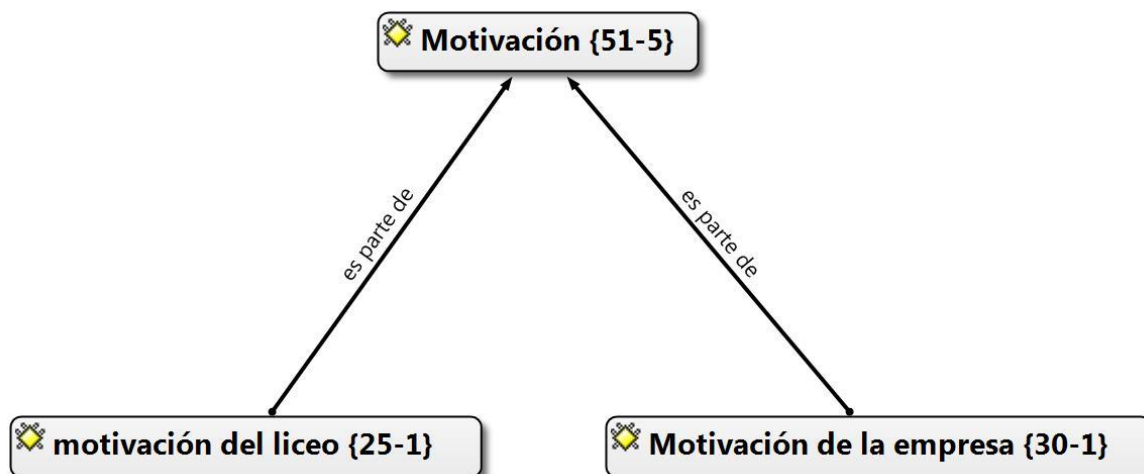 Motivación {51-5}
es parte de
es parte de
motivación del liceo {25-1}
Motivación de la empresa {30-1}